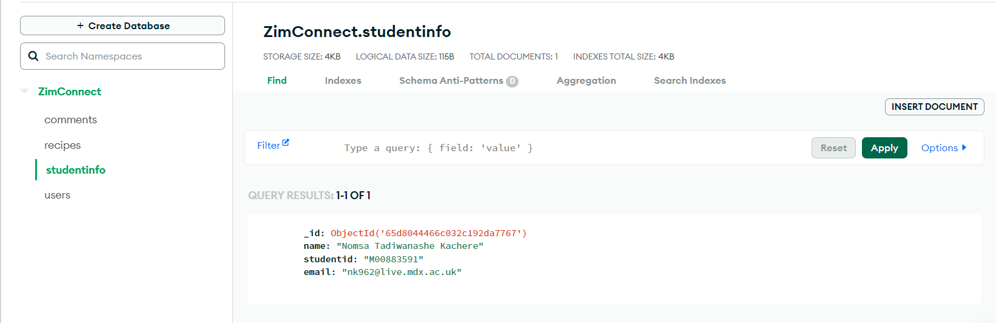 + Create Database
Search Namespaces
ZimConnect
comments
recipes
studentinfo
users
ZimConnect.studentinfo
STORAGE SIZE: 4KB LOGICAL DATA SIZE: 115B TOTAL DOCUMENTS: 1 INDEXES TOTAL SIZE: 4KB
Find Indexes Schema Anti-Patterns 0 Aggregation Search Indexes
INSERT DOCUMENT
Filter Type a query: { field: 'value' } Reset Apply Options
QUERY RESULTS: 1-1 OF 1
_id: ObjectId('65d8044466c032c192da7767')
name: "Nomsa Tadiwanashe Kachere"
studentid: "M00883591"
email: "nk962@live.mdx.ac.uk"